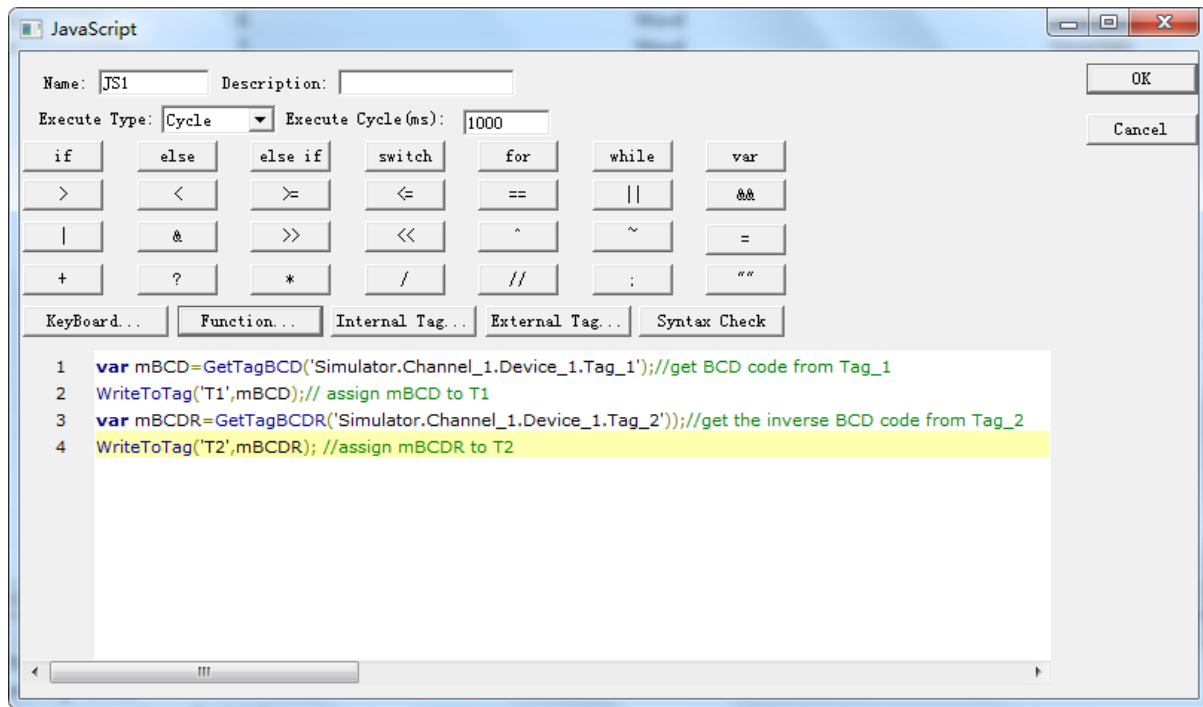 JavaScript
Name: JS1 Description:
Execute Type: Cycle Execute Cycle(ms): 1000
OK
Cancel
if else else if switch for while var
> < >= <= == || &&
| & >> << ^ ~ =
+ ? * / // ; ""
KeyBoard... Function... Internal Tag... External Tag... Syntax Check
1 var mBCD=GetTagBCD('Simulator.Channel_1.Device_1.Tag_1');//get BCD code from Tag_1
2 WriteToTag('T1',mBCD);// assign mBCD to T1
3 var mBCDR=GetTagBCDR('Simulator.Channel_1.Device_1.Tag_2'));//get the inverse BCD code from Tag_2
4 WriteToTag('T2',mBCDR); //assign mBCDR to T2